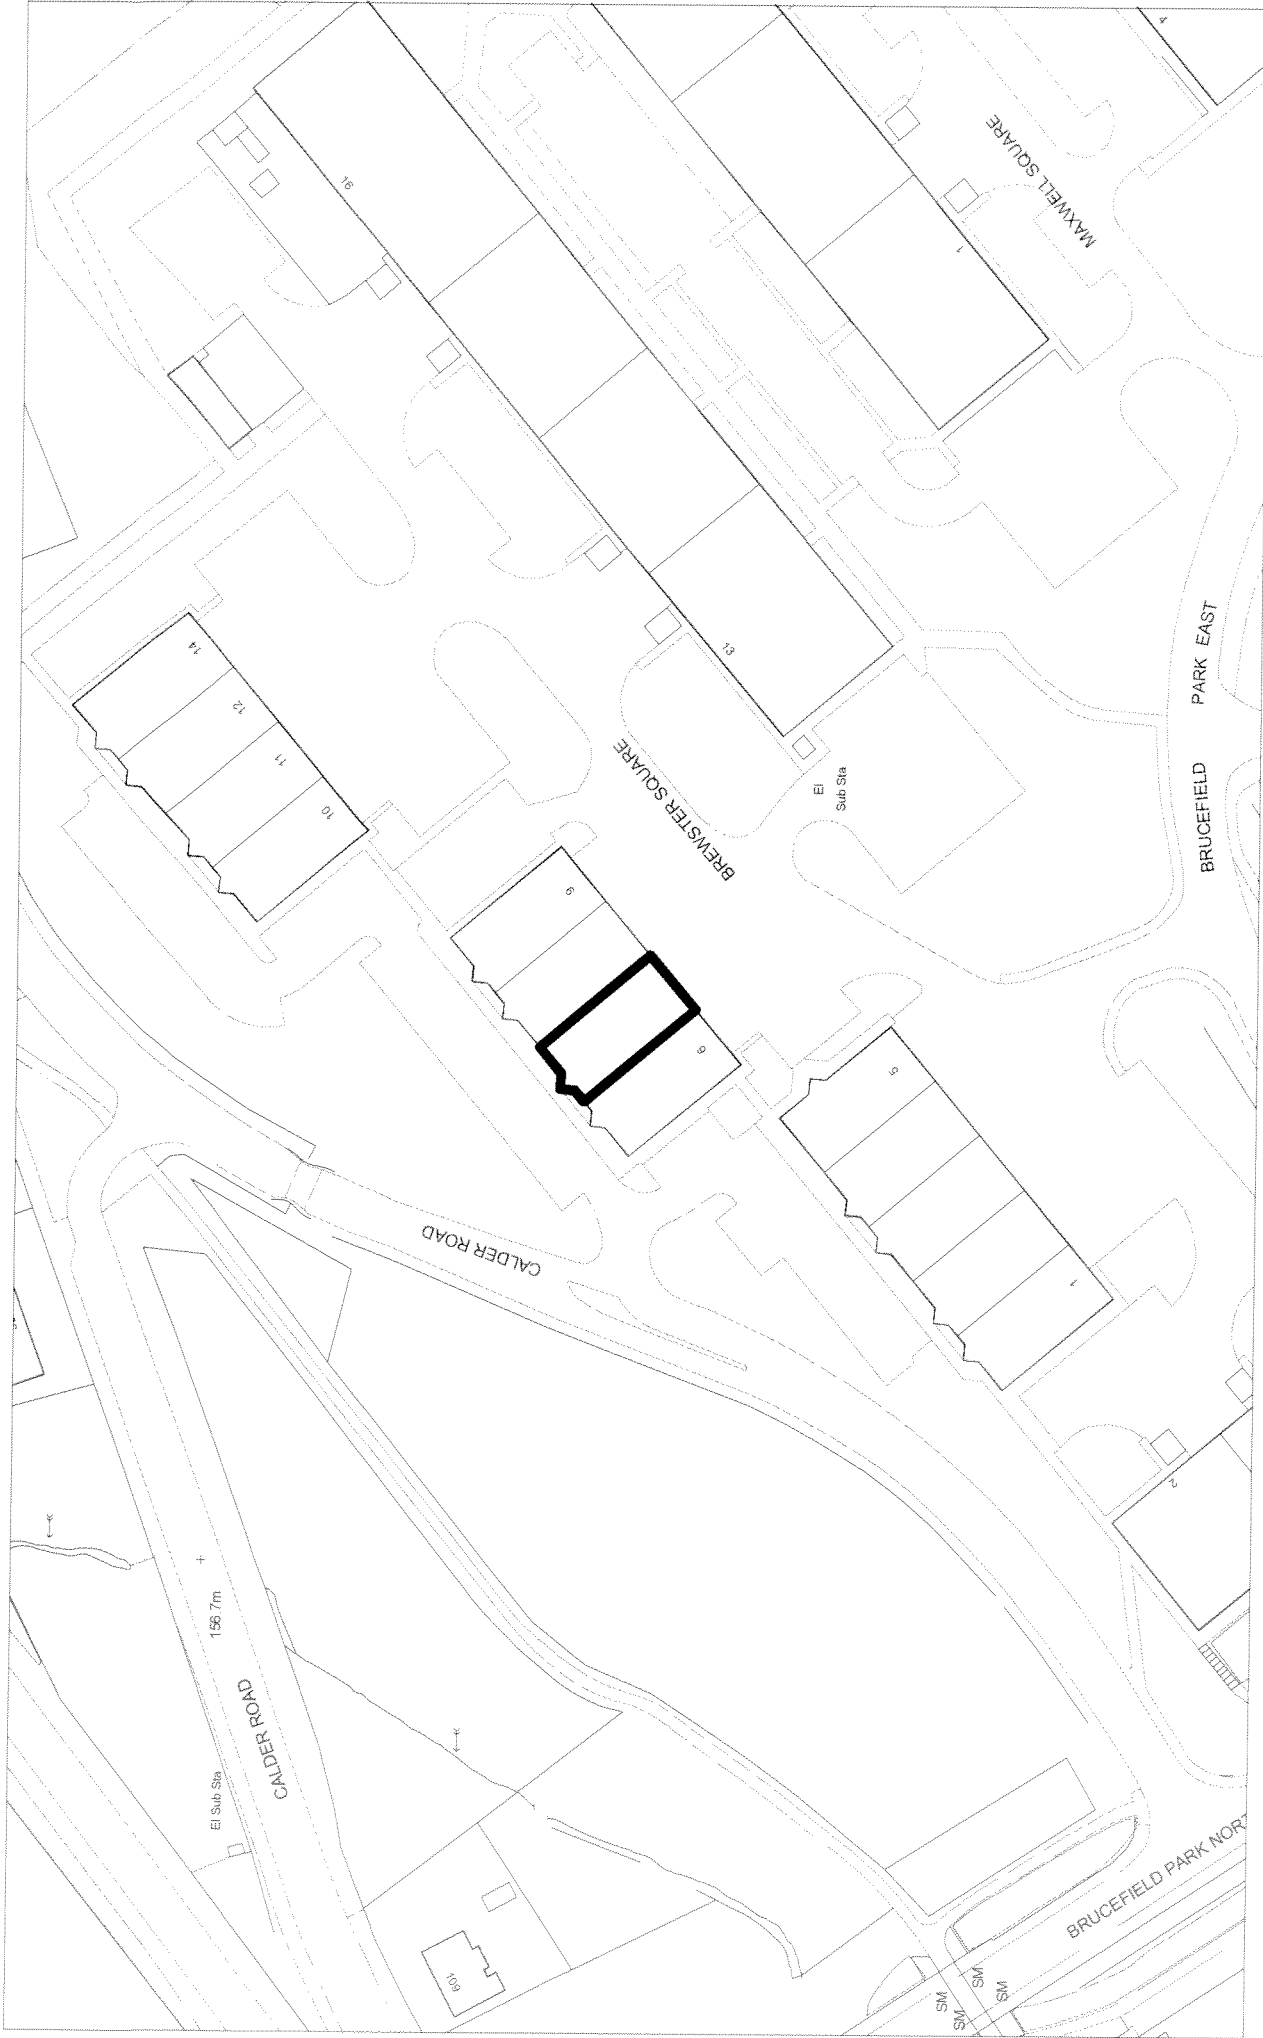 4
MAXWELL SQUARE
16
1
14
12
11
10
13
BREWSTER SQUARE
El
Sub Sta
BRUCEFIELD PARK EAST
9
6
5
1
CALDER ROAD
2
156.7m
El Sub Sta
CALDER ROAD
109
BRUCEFIELD PARK NOR
SM
SM
SM
SM